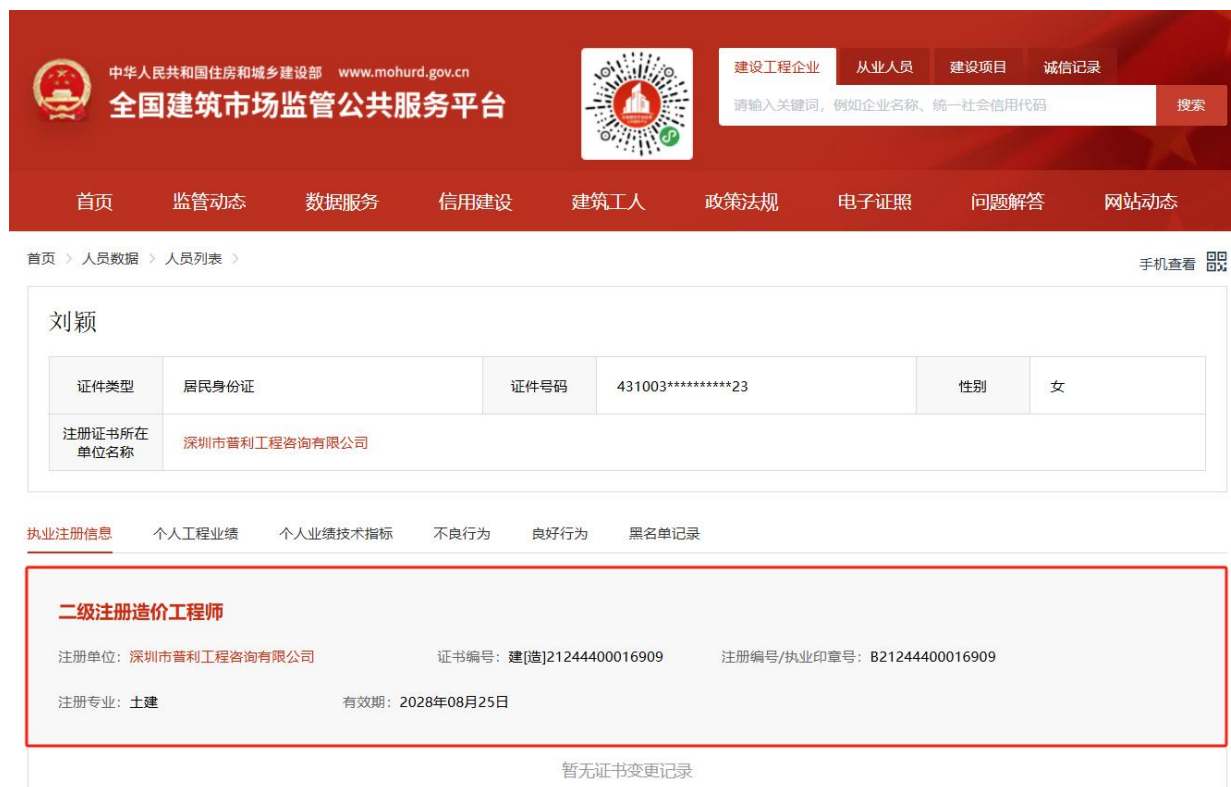 中华人民共和国住房和城乡建设部 www.mohurd.gov.cn
全国建筑市场监管公共服务平台
建设工程企业 从业人员 建设项目 诚信记录
请输入关键词，例如企业名称、统一社会信用代码 搜索
首页 监管动态 数据服务 信用建设 建筑工人 政策法规 电子证照 问题解答 网站动态
首页 > 人员数据 > 人员列表 >
手机查看
刘颖
证件类型 居民身份证 证件号码 431003**********23 性别 女
注册证书所在
单位名称
深圳市普利工程咨询有限公司
执业注册信息 个人工程业绩 个人业绩技术指标 不良行为 良好行为 黑名单记录
二级注册造价工程师
注册单位：深圳市普利工程咨询有限公司 证书编号：建[造]21244400016909 注册编号/执业印章号：B21244400016909
注册专业：土建 有效期：2028年08月25日
暂无证书变更记录